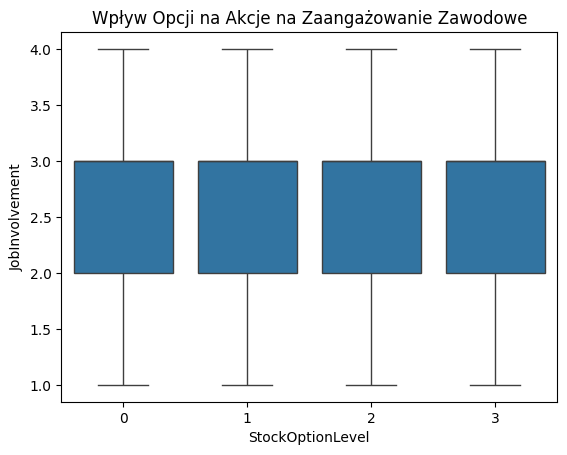 Wpływ Opcji na Akcje na Zaangażowanie Zawodowe
4.0
3.5
3.0
2.5
2.0
1.5
1.0
JobInvolvement
0 1 2 3
StockOptionLevel